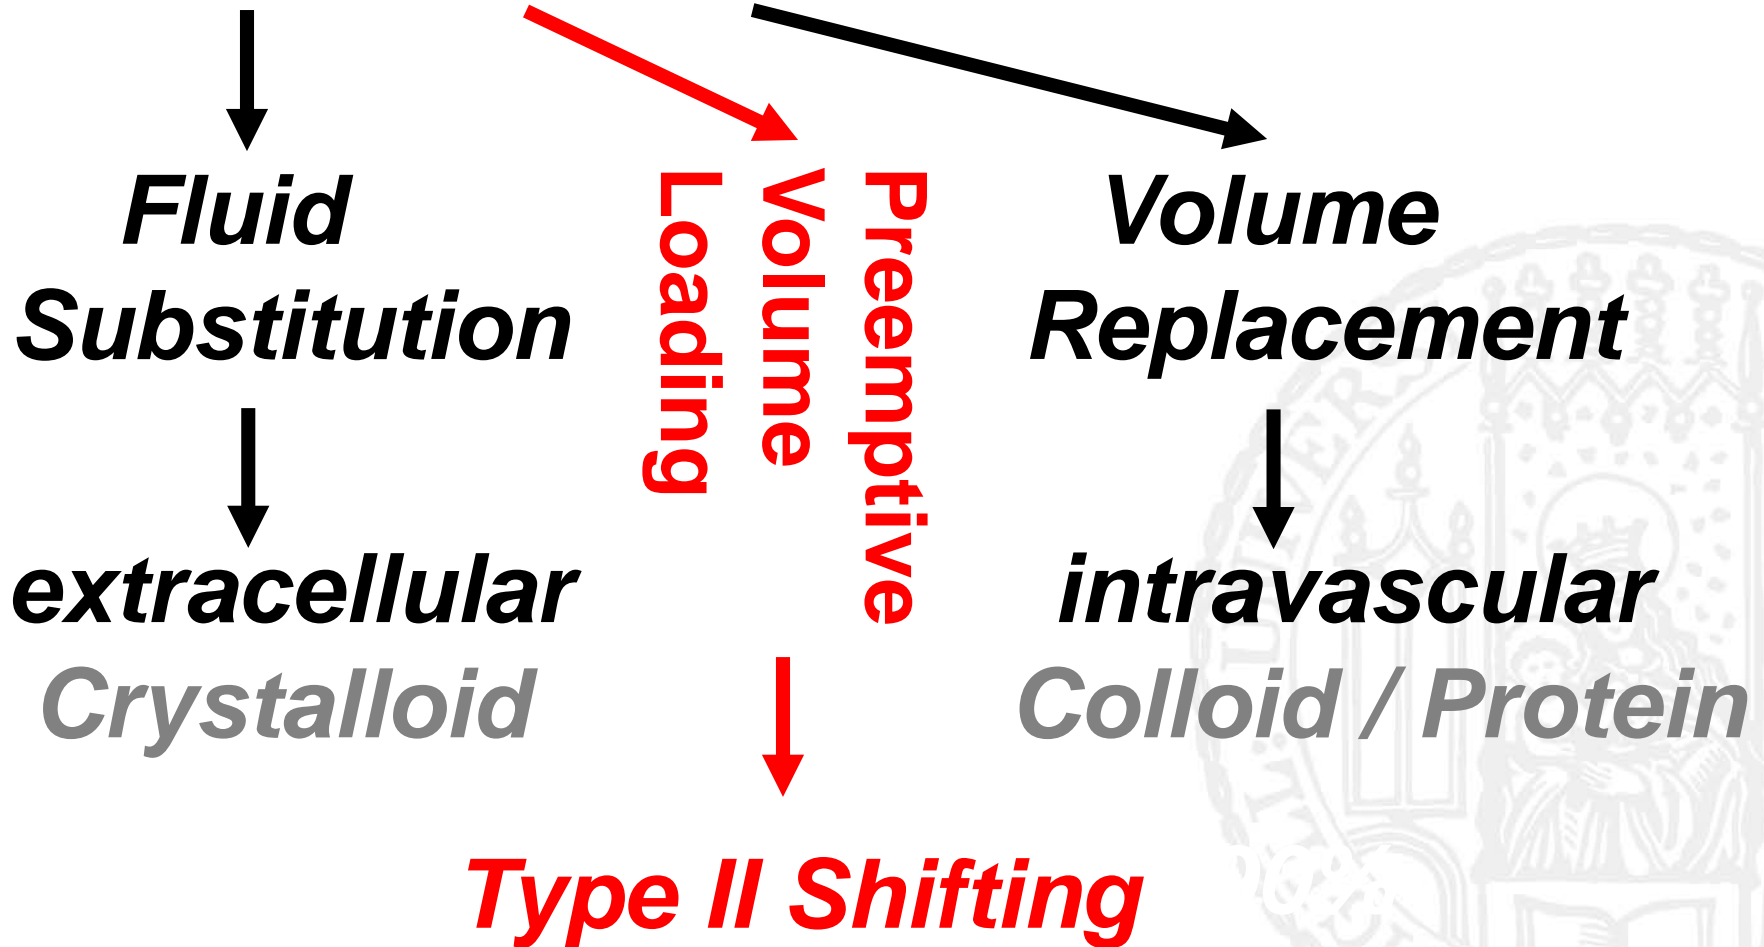 Fluid
Substitution
extracellular
Crystalloid
Preemptive
Volume
Loading
Volume
Replacement
intravascular
Colloid / Protein
Type II Shifting